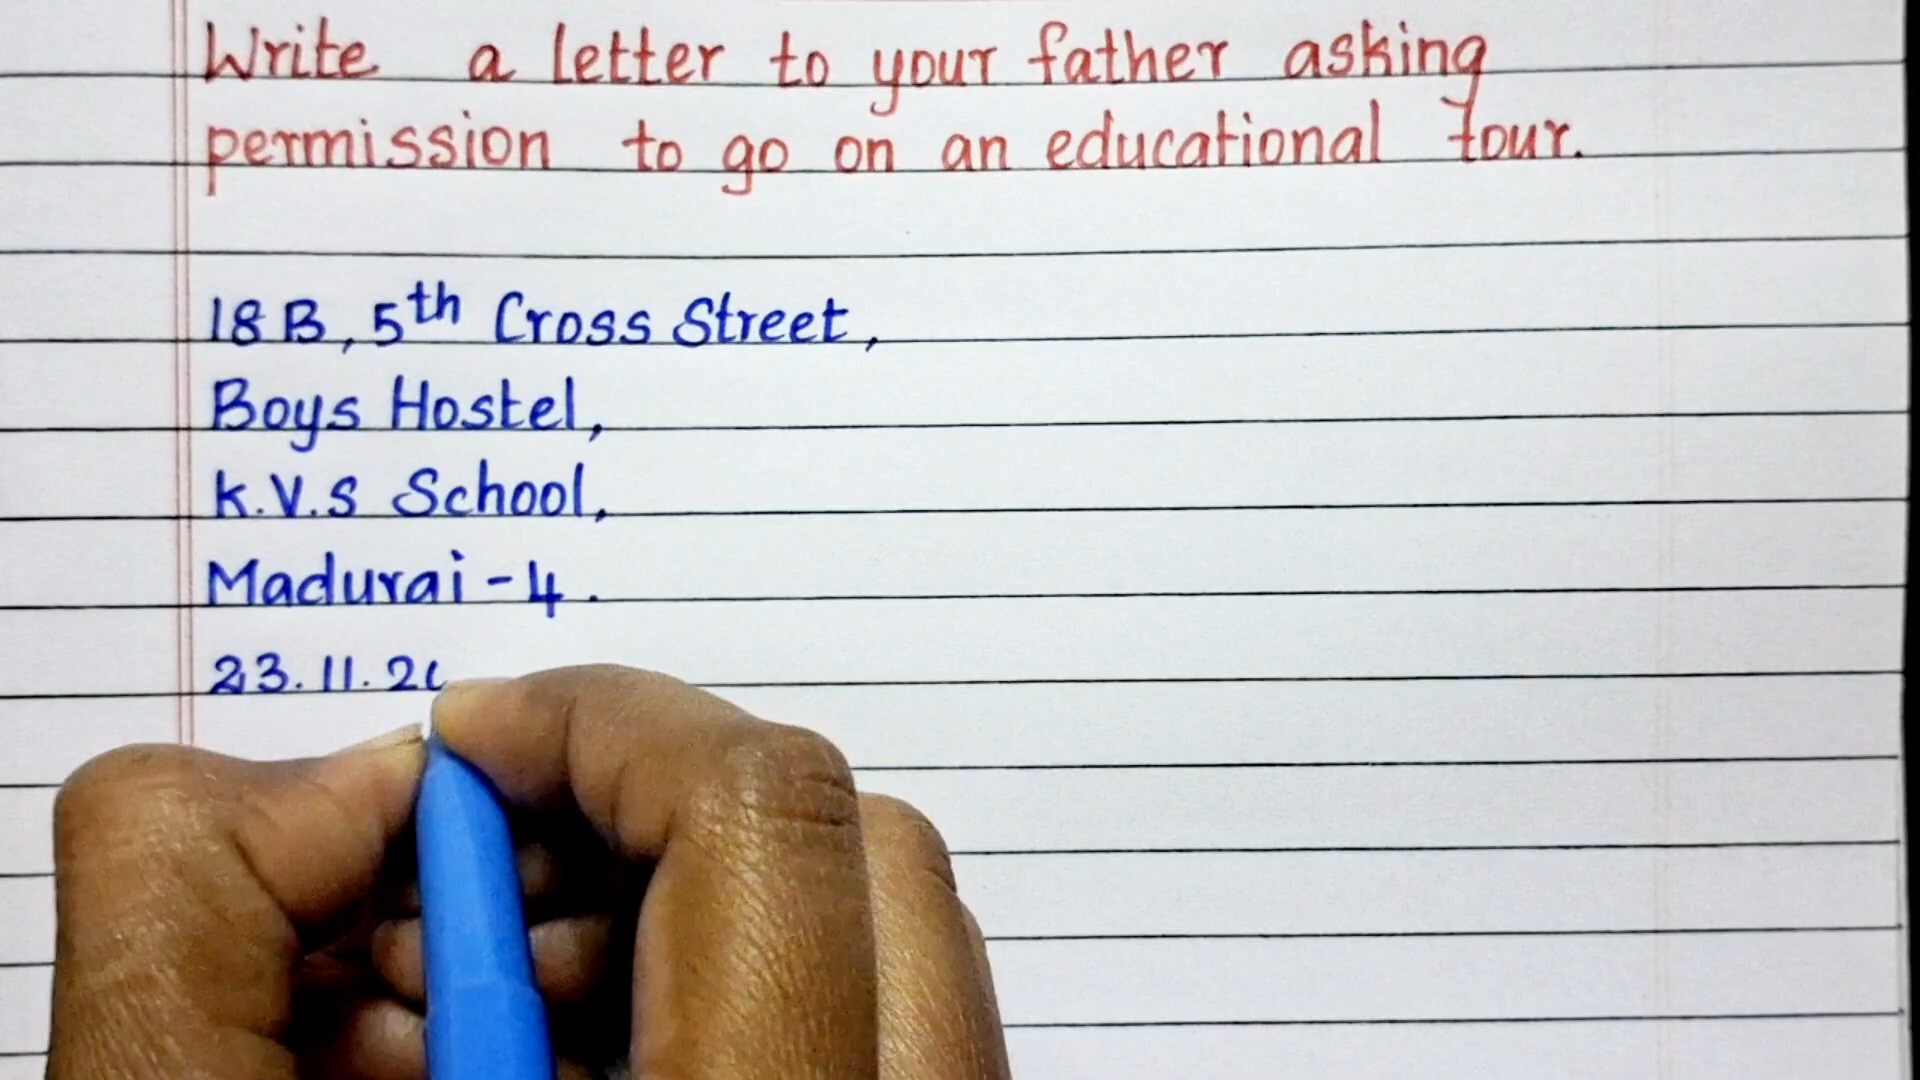 Write a letter to your father asking
permission to go on an educational tour.
18 B, 5th Cross Street,
Boys Hostel,
K.V.S School,
Madurai - 4.
23.11.20